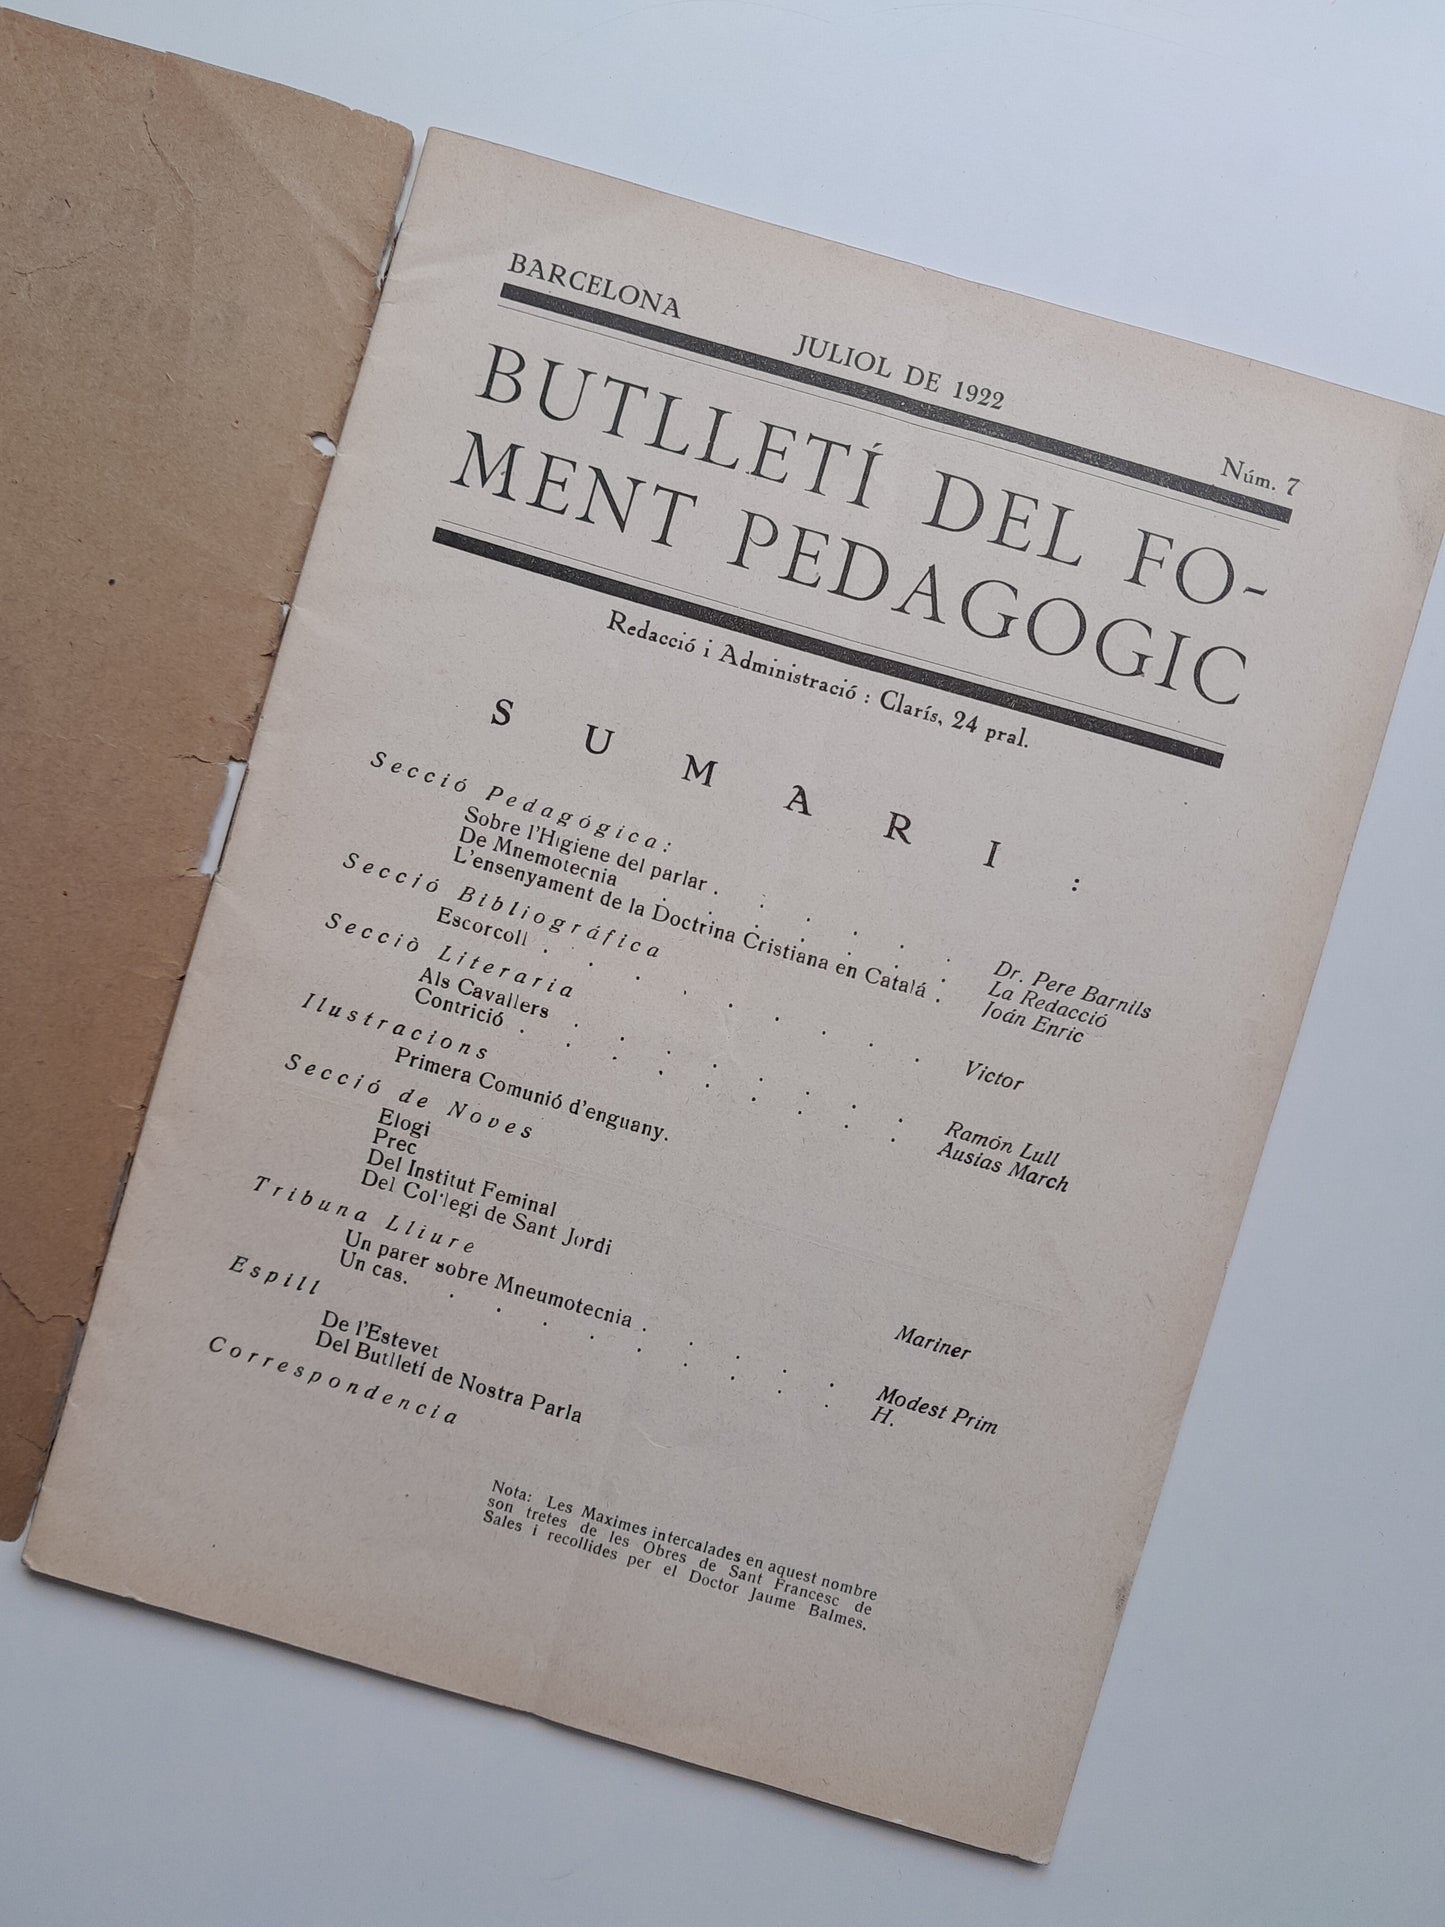 BARCELONA JULIOL DE 1922 Núm. 7
BUTLLETÍ DEL FO-
MENT PEDAGOGIC
Redacció i Administració : Clarís, 24 pral.
SUMARI :
Secció Pedagógica:
Sobre l'Higiene del parlar . . . . . . Dr. Pere Barnils
De Mnemotecnia . . . . . . . La Redacció
L'ensenyament de la Doctrina Cristiana en Catalá . Joán Enric
Secció Bibliográfica
Escorcoll . . . . . . . . . Victor
Secciò Literaria
Als Cavallers . . . . . . . . Ramón Lull
Contrició . . . . . . . . . Ausias March
Ilustracions
Primera Comunió d'enguany.
Secció de Noves
Elogi
Prec
Del Institut Feminal
Del Col·legi de Sant Jordi . . . . . . Mariner
Tribuna Lliure
Un parer sobre Mneumotecnia . . . . . Modest Prim
Un cas. . . . . . . . . . H.
Espill
De l'Estevet
Del Butlletí de Nostra Parla
Correspondencia
Nota: Les Maximes intercalades en aquest nombre
son tretes de les Obres de Sant Francesc de
Sales i recollides per el Doctor Jaume Balmes.